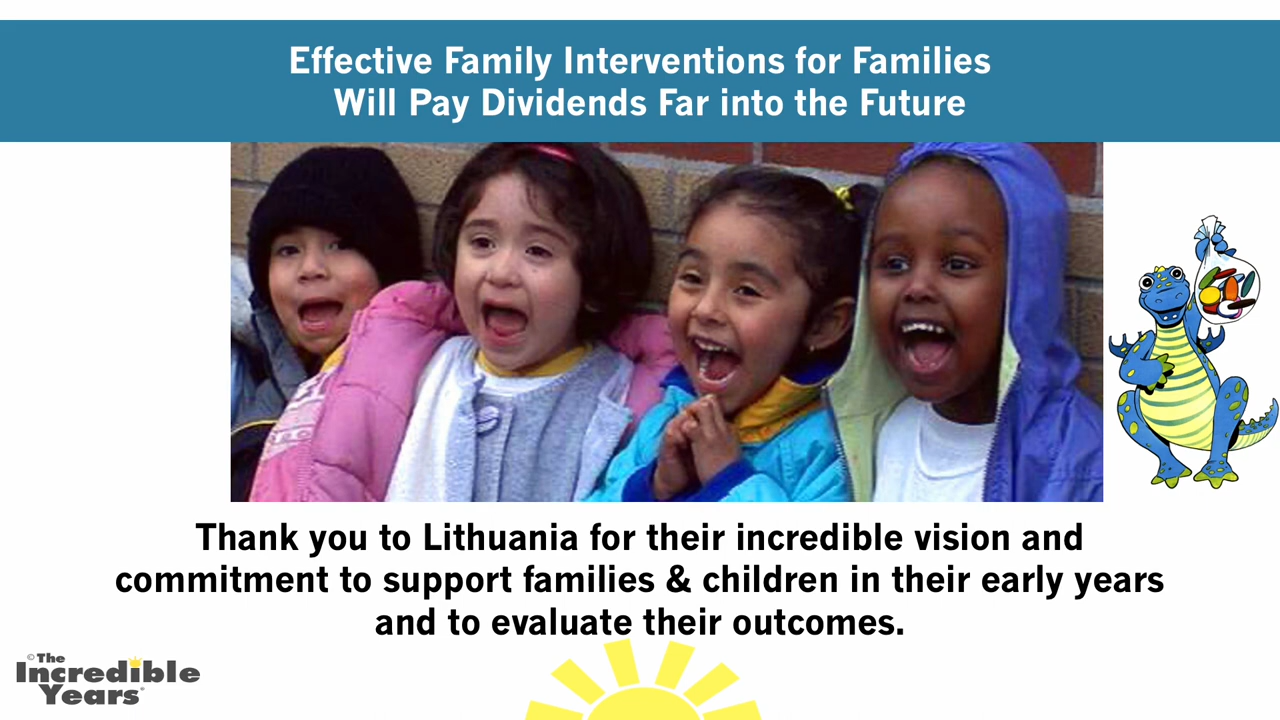 Effective Family Interventions for Families
Will Pay Dividends Far into the Future
Thank you to Lithuania for their incredible vision and
commitment to support families & children in their early years
and to evaluate their outcomes.
© The
Incredible
Years®